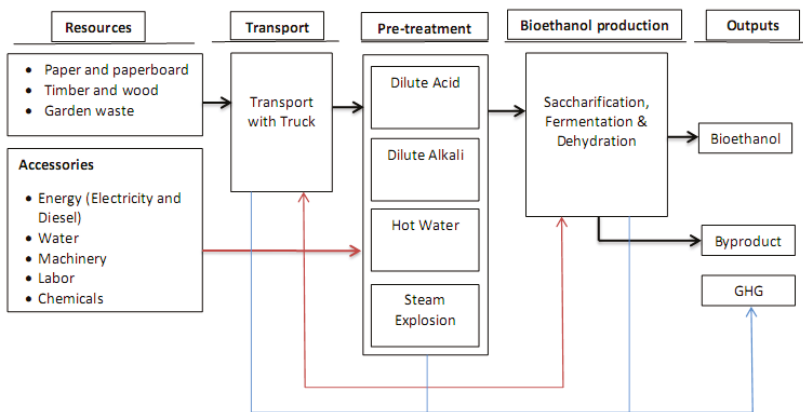 Resources
Transport
Pre-treatment
Bioethanol production
Outputs
Paper and paperboard
Timber and wood
Garden waste
Transport
with Truck
Dilute Acid
Saccharification,
Fermentation &
Dehydration
Bioethanol
Accessories
Energy (Electricity and
Diesel)
Water
Machinery
Labor
Chemicals
Dilute Alkali
Hot Water
Steam
Explosion
Byproduct
GHG